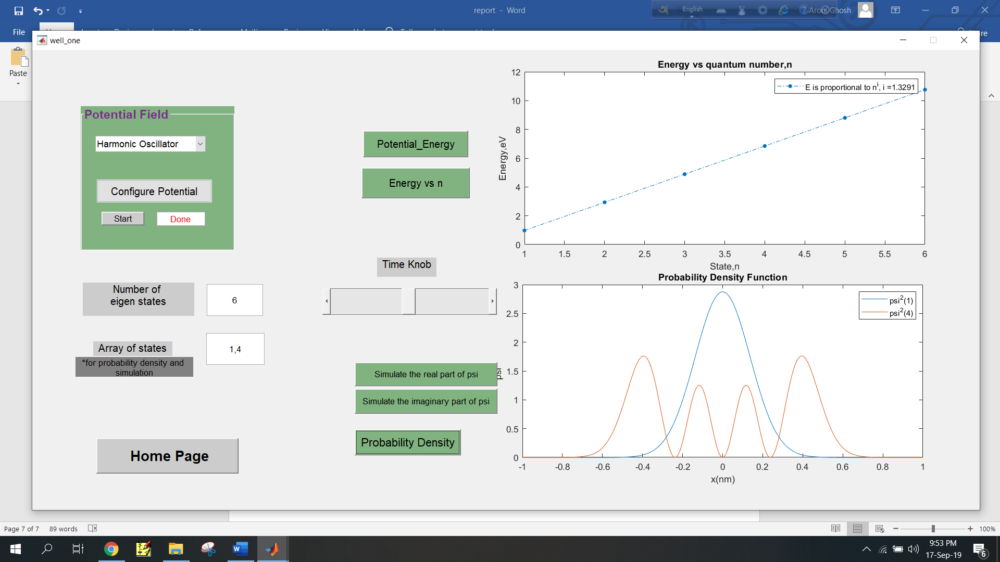 report - Word
English
Aroni Ghosh
File
well_one
Paste
Potential Field
Harmonic Oscillator
Configure Potential
Start
Done
Number of
eigen states
6
Array of states
*for probability density and
simulation
1,4
Home Page
Potential_Energy
Energy vs n
Time Knob
Simulate the real part of psi
Simulate the imaginary part of psi
Probability Density
Energy vs quantum number,n
E is proportional to n^i, i =1.3291
Energy,eV
12
10
8
6
4
2
0
1 1.5 2 2.5 3 3.5 4 4.5 5 5.5 6
State,n
Probability Density Function
psi^2(1)
psi^2(4)
psi
3
2.5
2
1.5
1
0.5
0
-1 -0.8 -0.6 -0.4 -0.2 0 0.2 0.4 0.6 0.8 1
x(nm)
Page 7 of 7 89 words
100%
9:53 PM
17-Sep-19
6